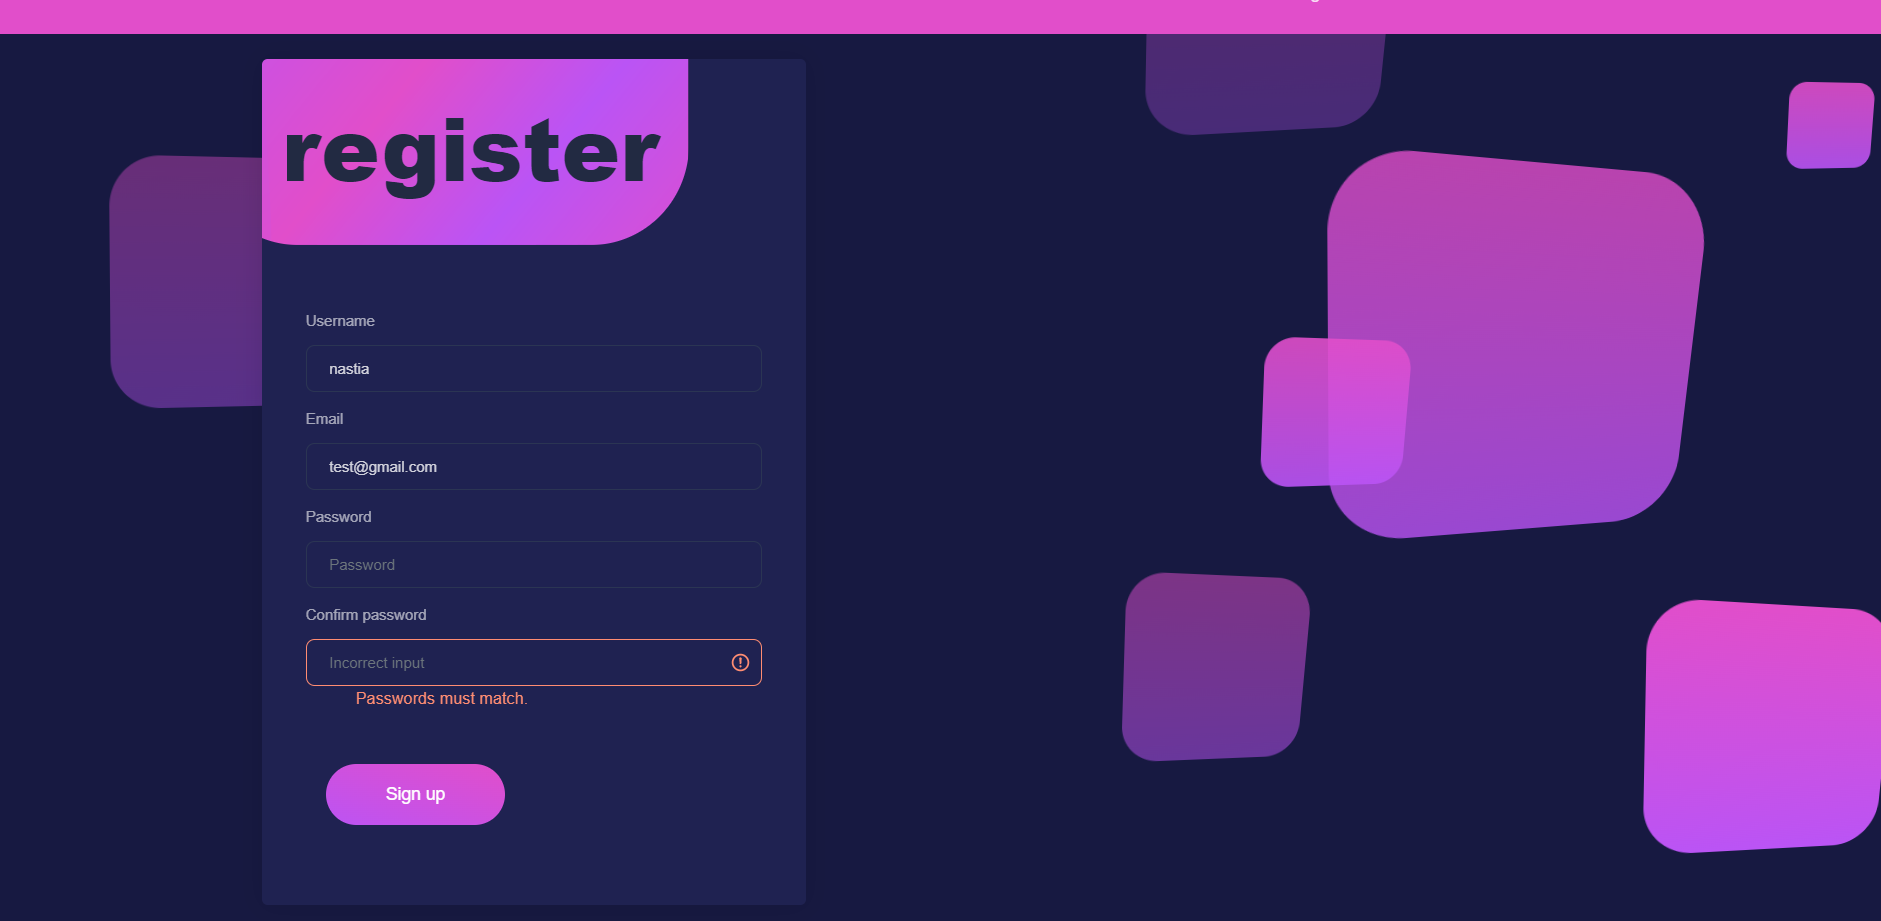 register
Username
nastia
Email
test@gmail.com
Password
Password
Confirm password
Incorrect input
Passwords must match.
Sign up